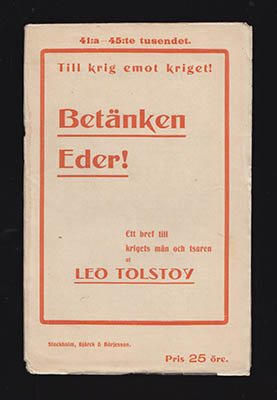 41:a—45:te tusendet.
Till krig emot kriget!
Betänken
Eder!
Ett bref till
krigets män och tsaren
af
LEO TOLSTOY
Stockholm, Björck & Börjesson.
Pris 25 öre.